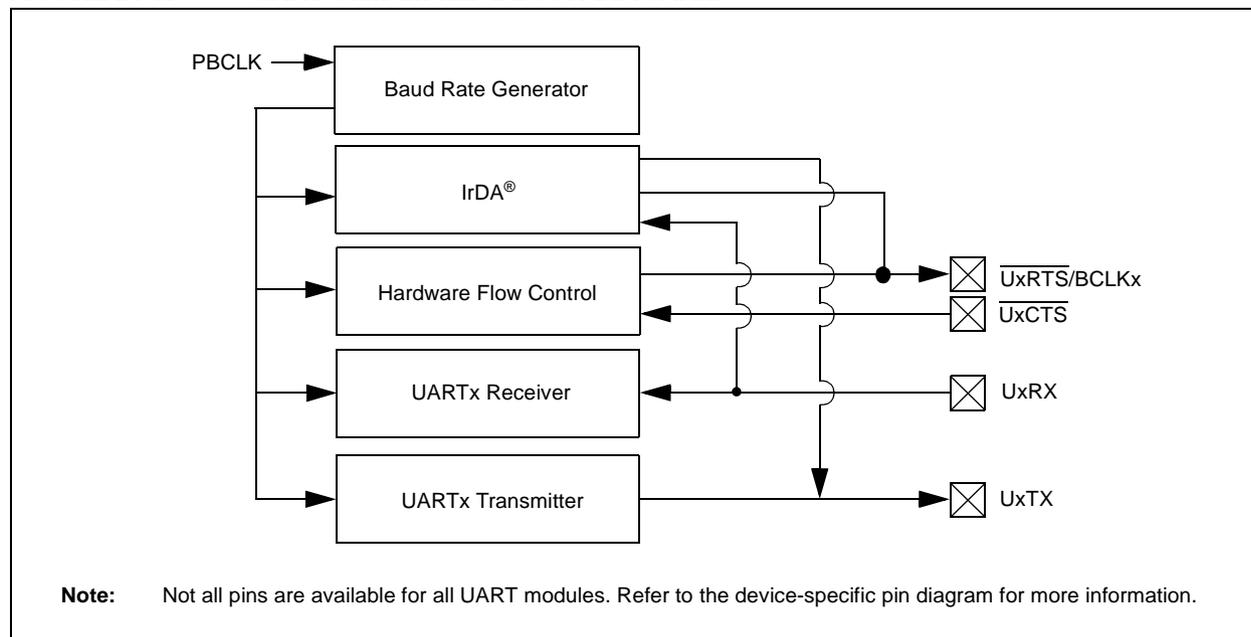 PBCLK
Baud Rate Generator
IrDA®
Hardware Flow Control
UxRTS/BCLKx
UxCTS
UARTx Receiver
UxRX
UARTx Transmitter
UxTX
Note: Not all pins are available for all UART modules. Refer to the device-specific pin diagram for more information.